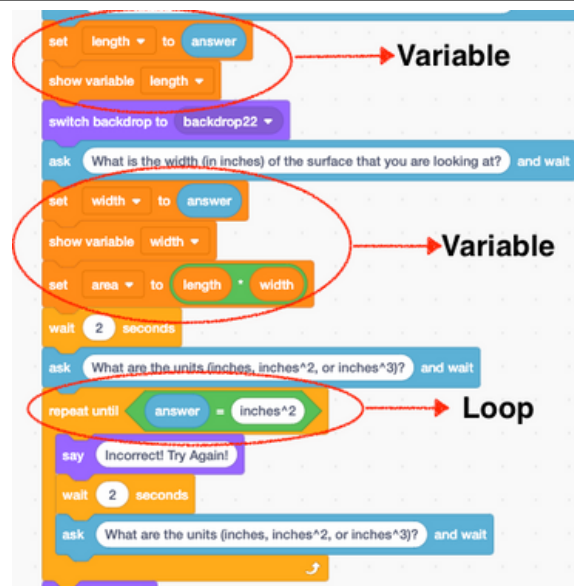 set length to answer
Variable
show variable length
switch backdrop to backdrop22
ask What is the width (in inches) of the surface that you are looking at? and wait
set width to answer
show variable width
Variable
set area to length * width
wait 2 seconds
ask What are the units (inches, inches^2, or inches^3)? and wait
repeat until answer = inches^2
Loop
say Incorrect! Try Again!
wait 2 seconds
ask What are the units (inches, inches^2, or inches^3)? and wait